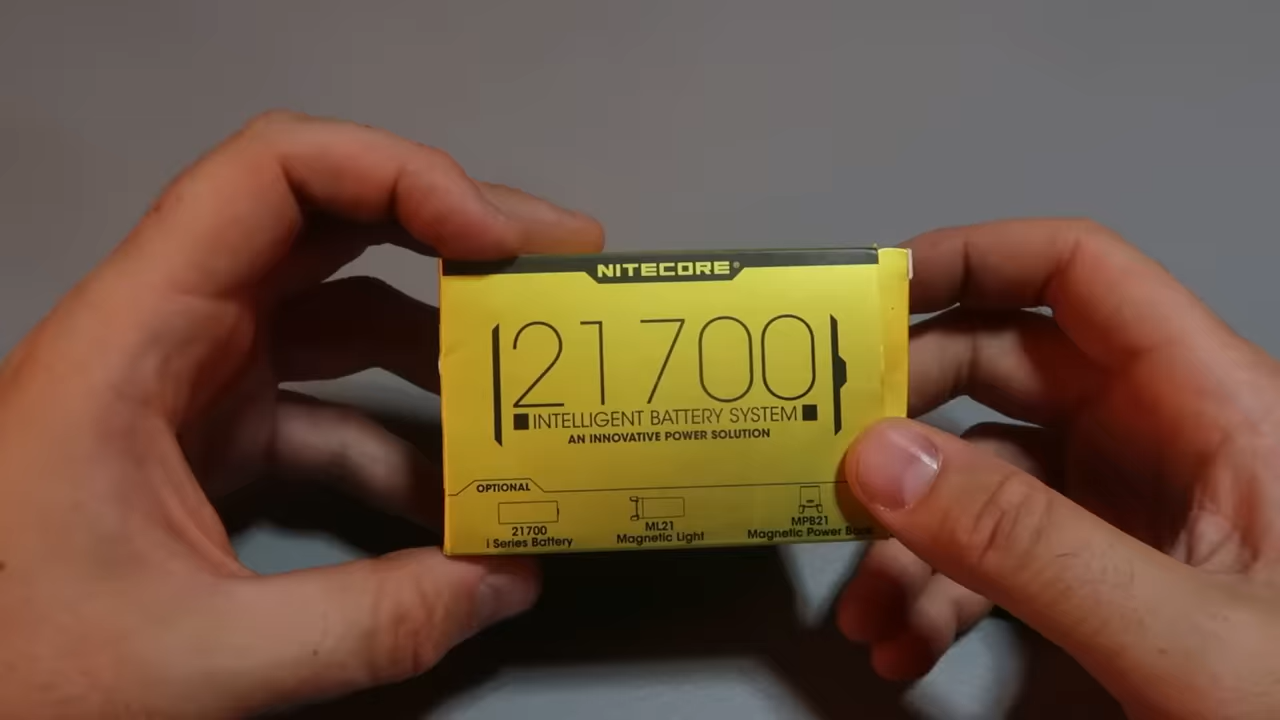 NITECORE®
21700
INTELLIGENT BATTERY SYSTEM
AN INNOVATIVE POWER SOLUTION
OPTIONAL
21700
i Series Battery
ML21
Magnetic Light
MPB21
Magnetic Power